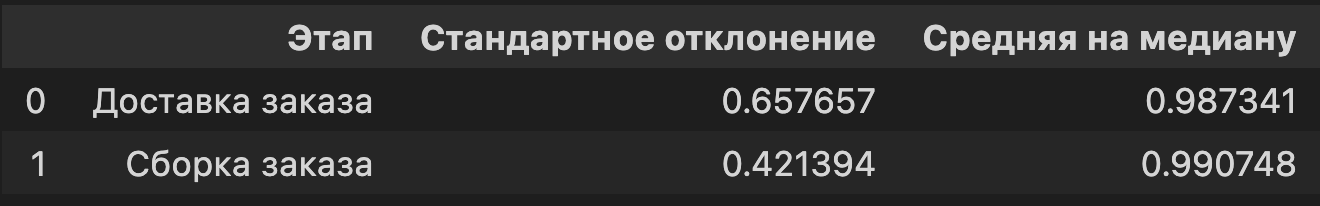 Этап Стандартное отклонение Средняя на медиану
0 Доставка заказа 0.657657 0.987341
1 Сборка заказа 0.421394 0.990748